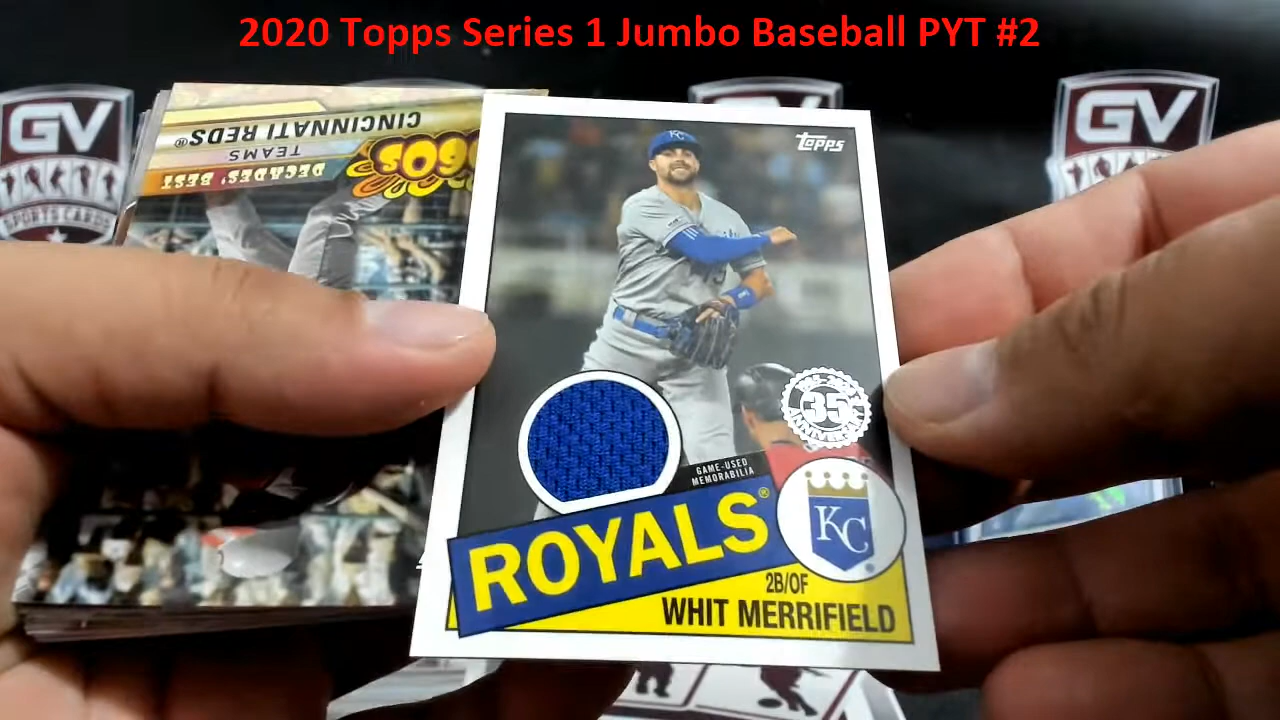 2020 Topps Series 1 Jumbo Baseball PYT #2
GV
SPORTS CARDS
GV
GV
CINCINNATI REDS®
TEAMS
DECADES' BEST
topps
35
ANNIVERSARY
GAME-USED
MEMORABILIA
ROYALS®
KC
2B/OF
WHIT MERRIFIELD